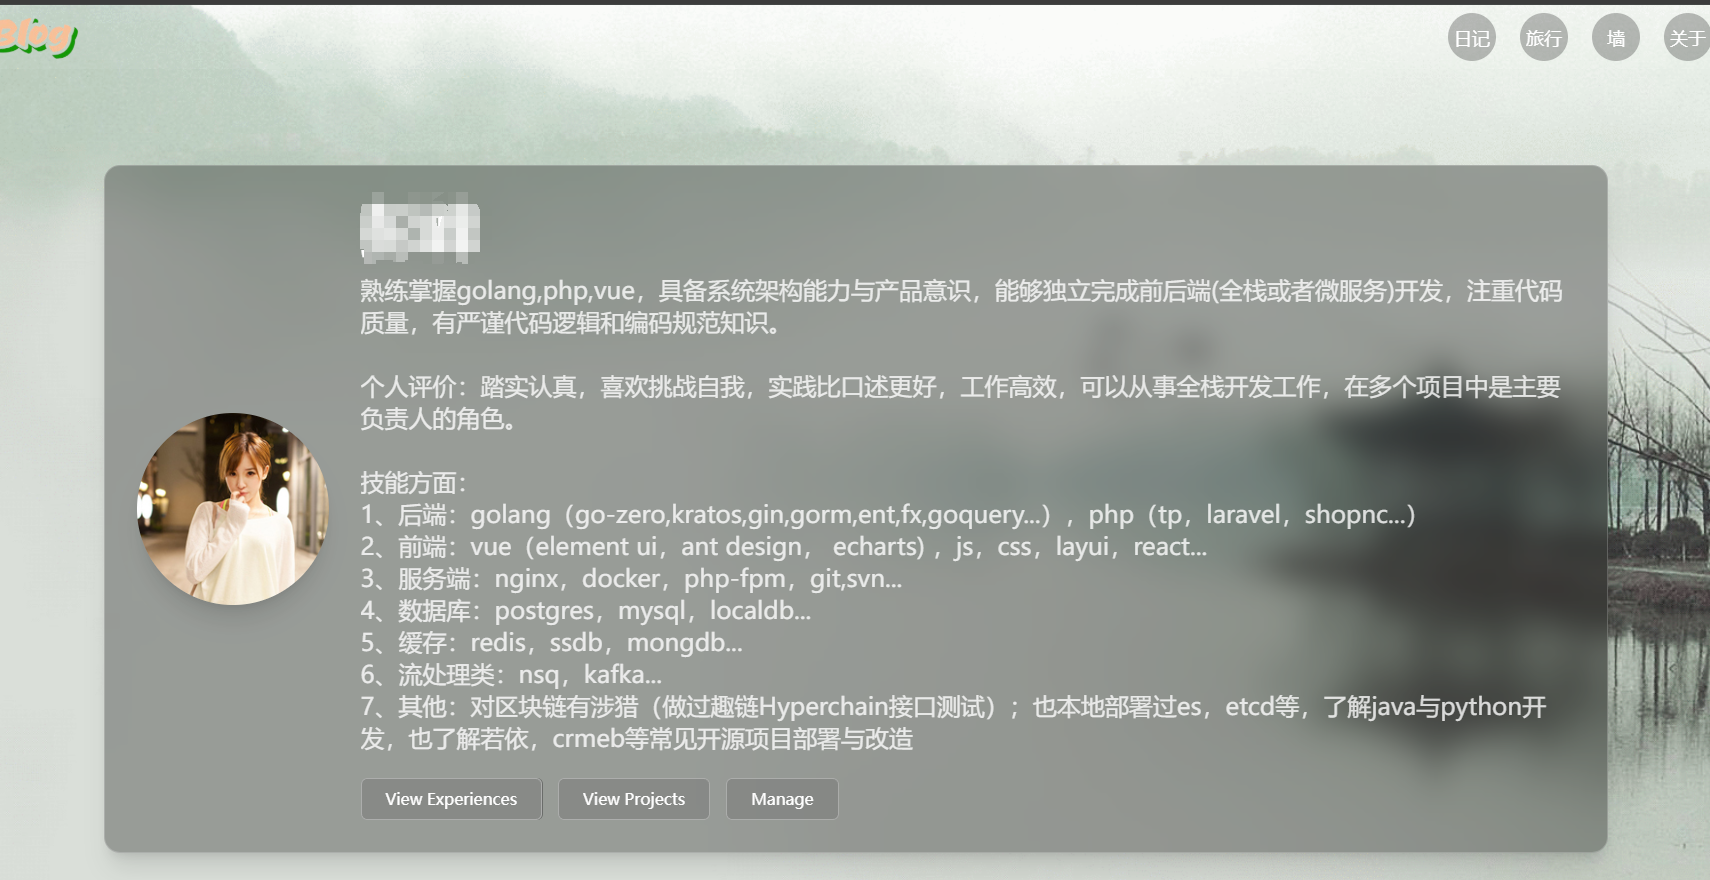 Blog
日记 旅行 墙 关于
熟练掌握golang,php,vue，具备系统架构能力与产品意识，能够独立完成前后端(全栈或者微服务)开发，注重代码
质量，有严谨代码逻辑和编码规范知识。
个人评价：踏实认真，喜欢挑战自我，实践比口述更好，工作高效，可以从事全栈开发工作，在多个项目中是主要
负责人的角色。
技能方面：
1、后端：golang（go-zero,kratos,gin,gorm,ent,fx,goquery...），php（tp，laravel，shopnc...）
2、前端：vue（element ui，ant design， echarts)，js，css，layui，react...
3、服务端：nginx，docker，php-fpm，git,svn...
4、数据库：postgres，mysql，localdb...
5、缓存：redis，ssdb，mongdb...
6、流处理类：nsq，kafka...
7、其他：对区块链有涉猎（做过趣链Hyperchain接口测试）；也本地部署过es，etcd等，了解java与python开
发，也了解若依，crmeb等常见开源项目部署与改造
View Experiences View Projects Manage